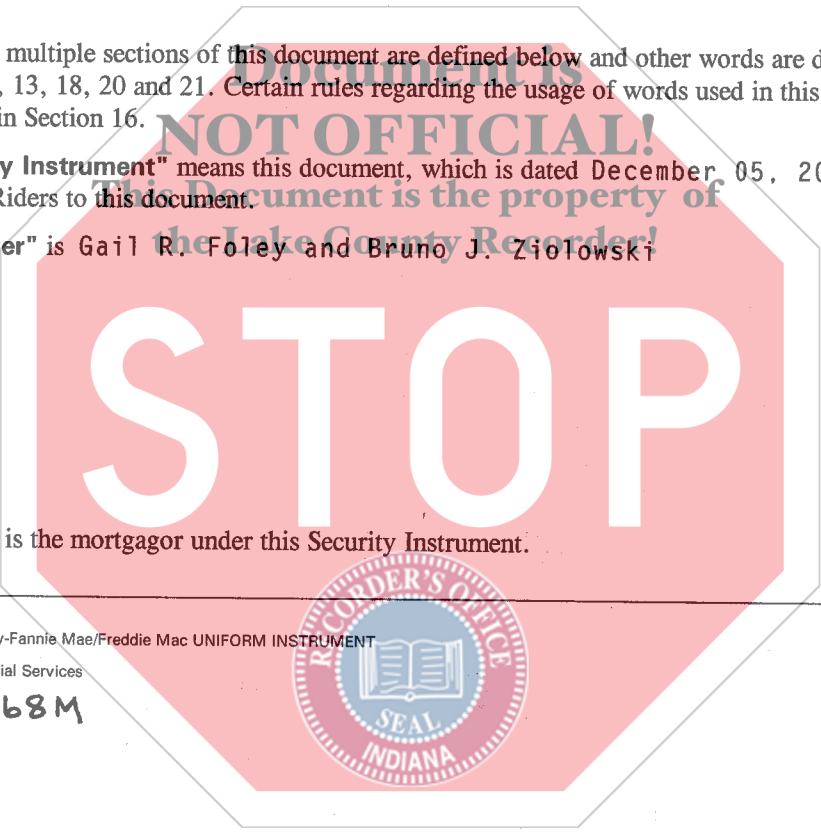 multiple sections of this document are defined below and other words are d
, 13, 18, 20 and 21. Certain rules regarding the usage of words used in this
in Section 16.
Document is
NOT OFFICIAL!
This Document is the property of
the Lake County Recorder!
y Instrument" means this document, which is dated December 05, 20
Riders to this document.
er" is Gail R. Foley and Bruno J. Ziolowski
STOP
is the mortgagor under this Security Instrument.
y-Fannie Mae/Freddie Mac UNIFORM INSTRUMENT
ial Services
68M
RECORDER'S OFFICE
SEAL
INDIANA